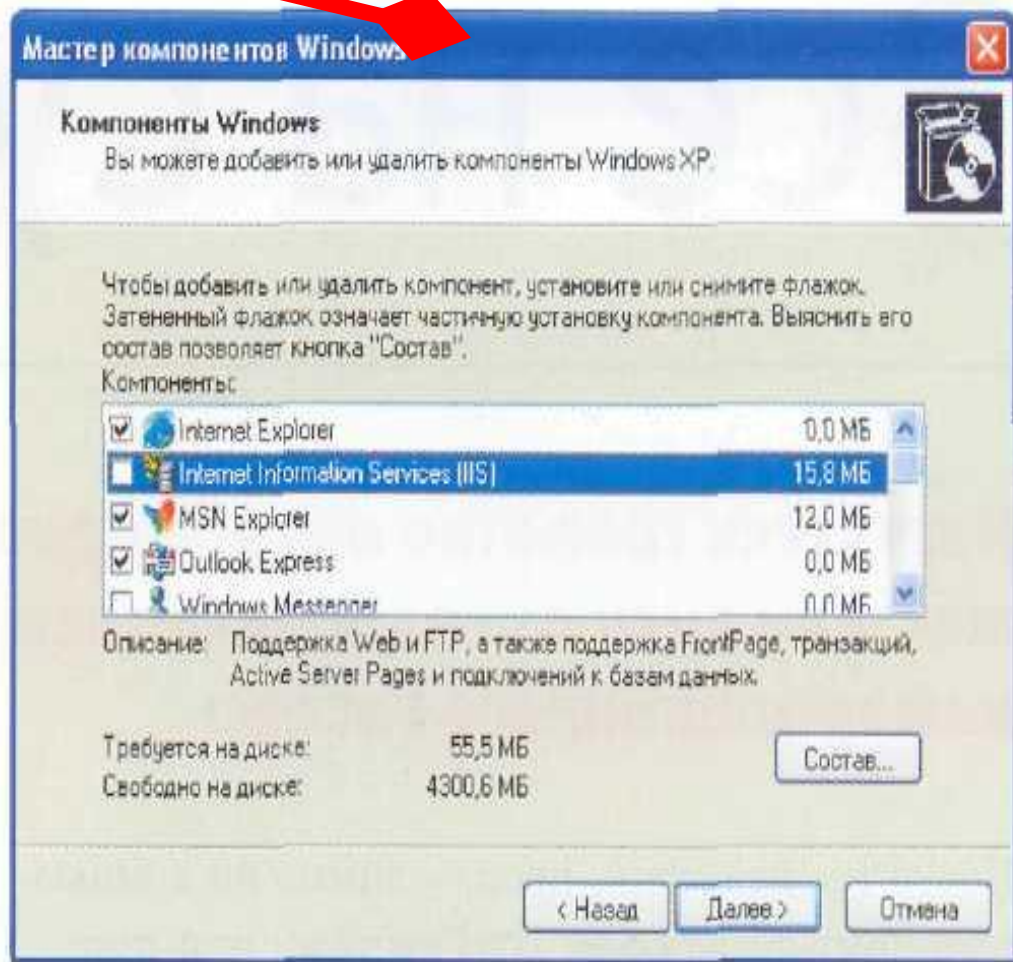 Мастер компонентов Windows
Компоненты Windows
Вы можете добавить или удалить компоненты Windows XP.
Чтобы добавить или удалить компонент, установите или снимите флажок.
Затененный флажок означает частичную установку компонента. Выяснить его
состав позволяет кнопка "Состав".
Компоненты:
Internet Explorer 0,0 МБ
Internet Information Services (IIS) 15,8 МБ
MSN Explorer 12,0 МБ
Outlook Express 0,0 МБ
Windows Messenger 0,0 МБ
Описание: Поддержка Web и FTP, а также поддержка FrontPage, транзакций,
Active Server Pages и подключений к базам данных.
Требуется на диске: 55,5 МБ
Свободно на диске: 4300,6 МБ
Состав...
< Назад Далее > Отмена